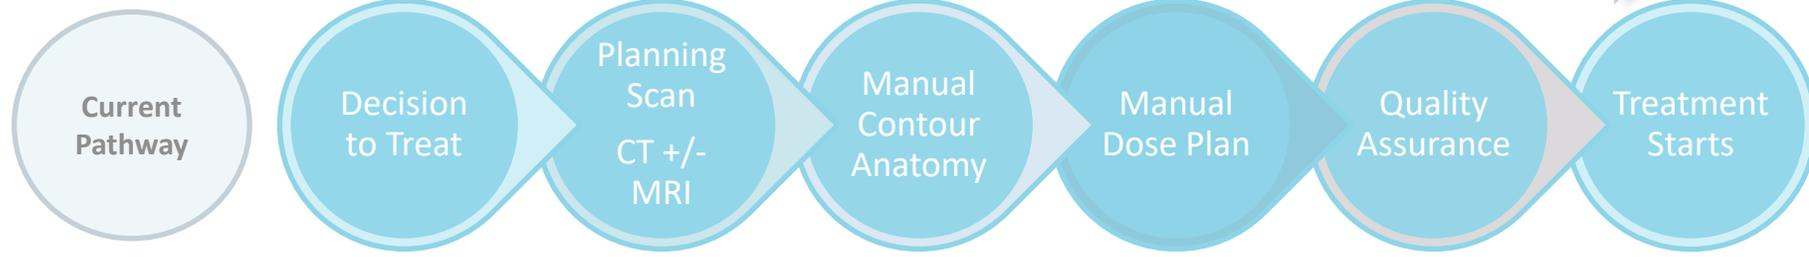 Current
Pathway
Decision
to Treat
Planning
Scan
CT +/-
MRI
Manual
Contour
Anatomy
Manual
Dose Plan
Quality
Assurance
Treatment
Starts